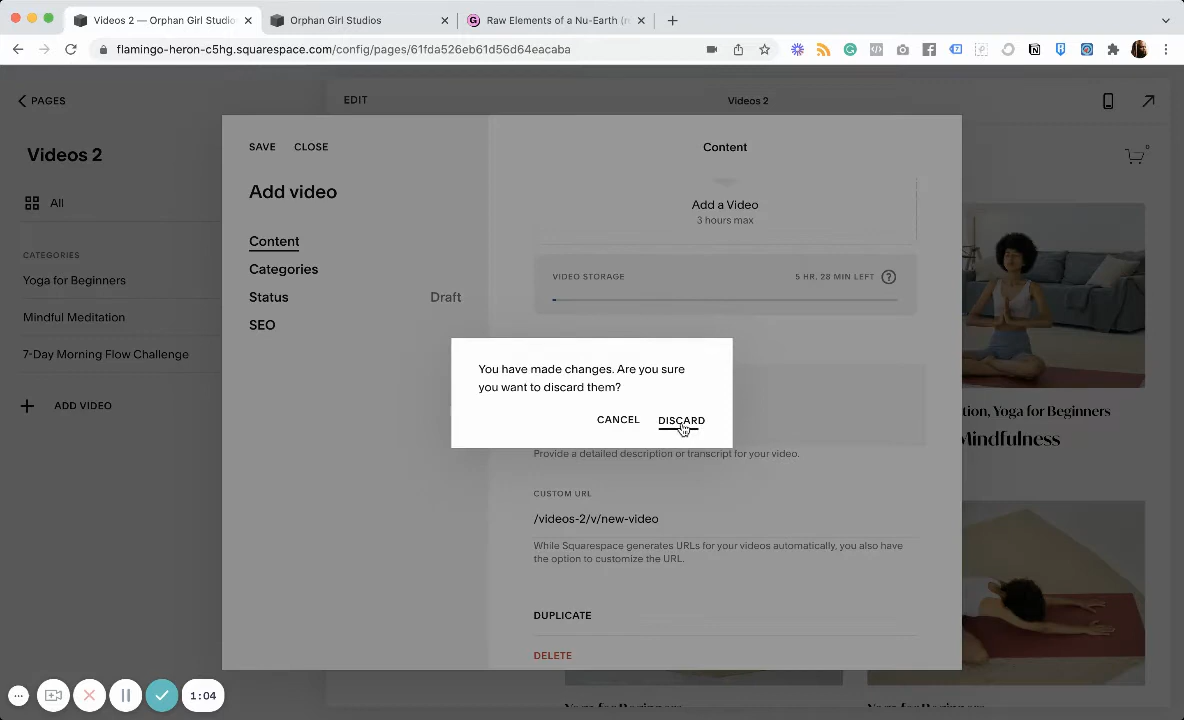 Videos 2 — Orphan Girl Studio
Orphan Girl Studios
Raw Elements of a Nu-Earth (n
flamingo-heron-c5hg.squarespace.com/config/pages/61fda526eb61d56d64eacaba
PAGES
EDIT
Videos 2
Videos 2
All
CATEGORIES
Yoga for Beginners
Mindful Meditation
7-Day Morning Flow Challenge
ADD VIDEO
SAVE CLOSE
Add video
Content
Categories
Status Draft
SEO
Content
Add a Video
3 hours max
VIDEO STORAGE 5 HR, 28 MIN LEFT ?
You have made changes. Are you sure
you want to discard them?
CANCEL DISCARD
Provide a detailed description or transcript for your video.
CUSTOM URL
/videos-2/v/new-video
While Squarespace generates URLs for your videos automatically, you also have
the option to customize the URL.
DUPLICATE
DELETE
0
tion, Yoga for Beginners
Mindfulness
1:04